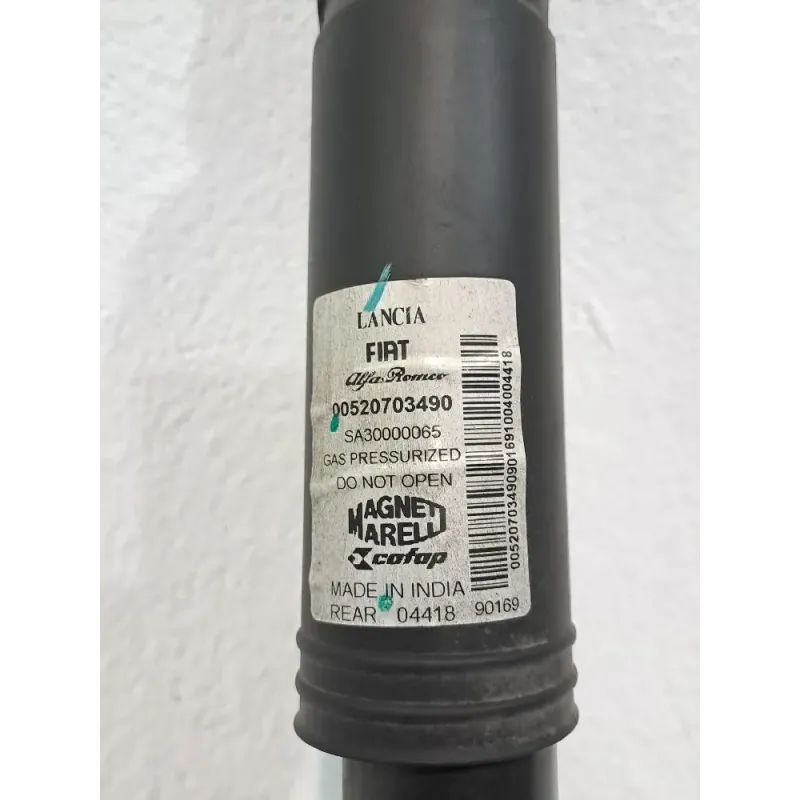 LANCIA
FIAT
Alfa Romeo
00520703490
SA30000065
GAS PRESSURIZED
DO NOT OPEN
MAGNETI
MARELLI
cofap
MADE IN INDIA
REAR 04418 90169
00520703490901691004004418